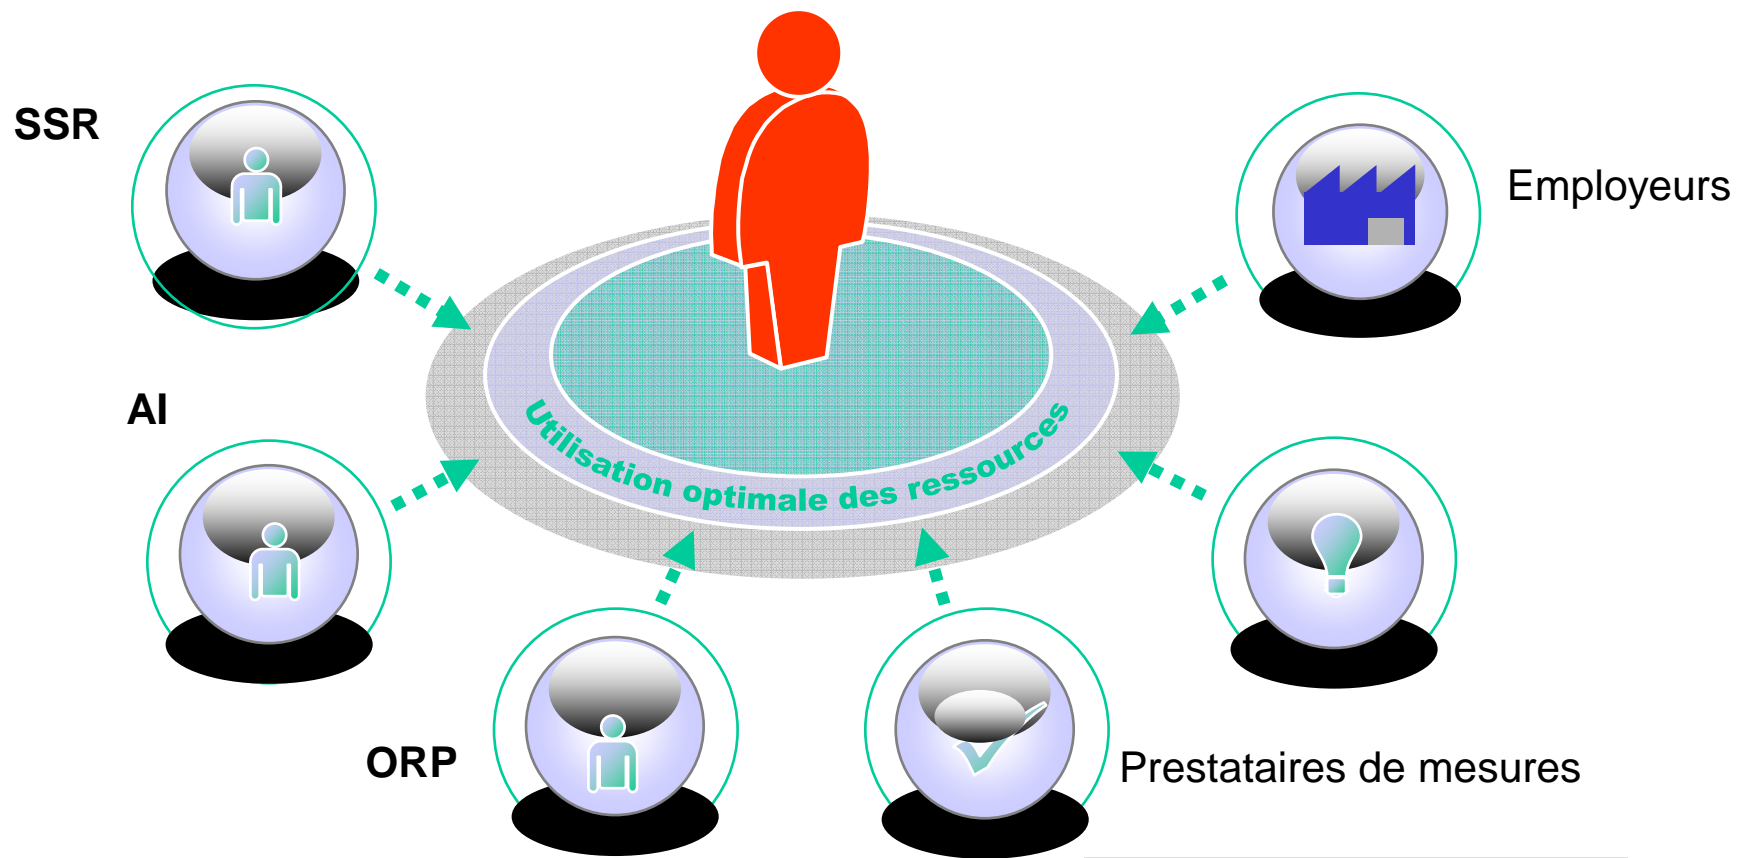 SSR
Employeurs
AI
Utilisation optimale des ressources
ORP
Prestataires de mesures